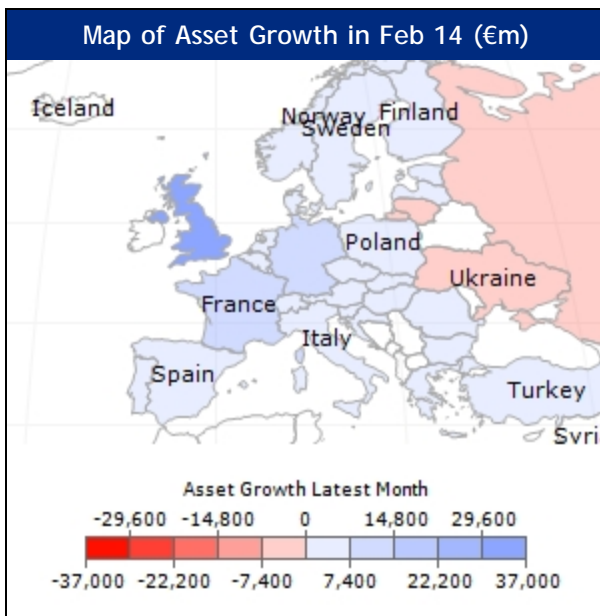 Map of Asset Growth in Feb 14 (€m)
Iceland
Norway
Finland
Sweden
Poland
Ukraine
France
Italy
Spain
Turkey
Syri
Asset Growth Latest Month
-29,600 -14,800 0 14,800 29,600
-37,000 -22,200 -7,400 7,400 22,200 37,000